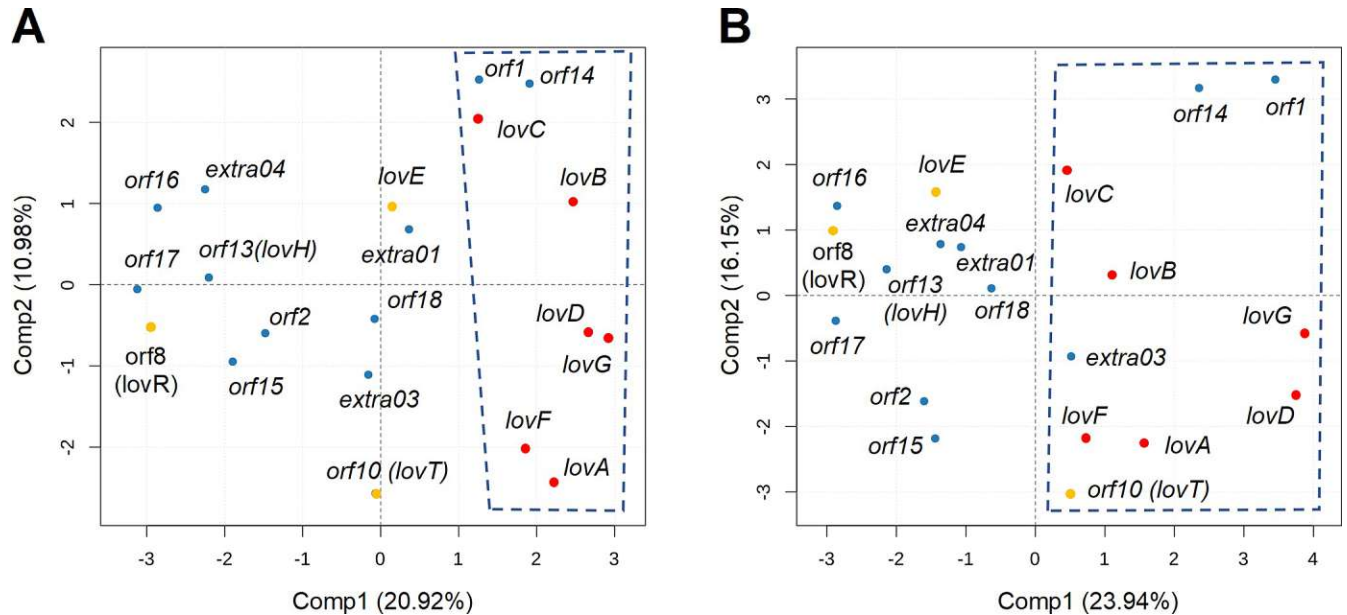 A
Comp2 (10.98%)
2
1
0
-1
-2
orf1
orf14
lovC
extra04
orf16
lovE
lovB
orf13(lovH)
orf17
extra01
orf18
orf2
lovD
orf8
(lovR)
orf15
lovG
extra03
lovF
orf10 (lovT)
lovA
-3
-2
-1
0
1
2
3
Comp1 (20.92%)
B
Comp2 (16.15%)
3
2
1
0
-1
-2
-3
orf14
orf1
orf16
lovE
lovC
extra04
orf8
(lovR)
extra01
lovB
orf13
(lovH)
orf18
lovG
orf17
extra03
orf2
lovF
lovD
orf15
lovA
orf10 (lovT)
-3
-2
-1
0
1
2
3
4
Comp1 (23.94%)